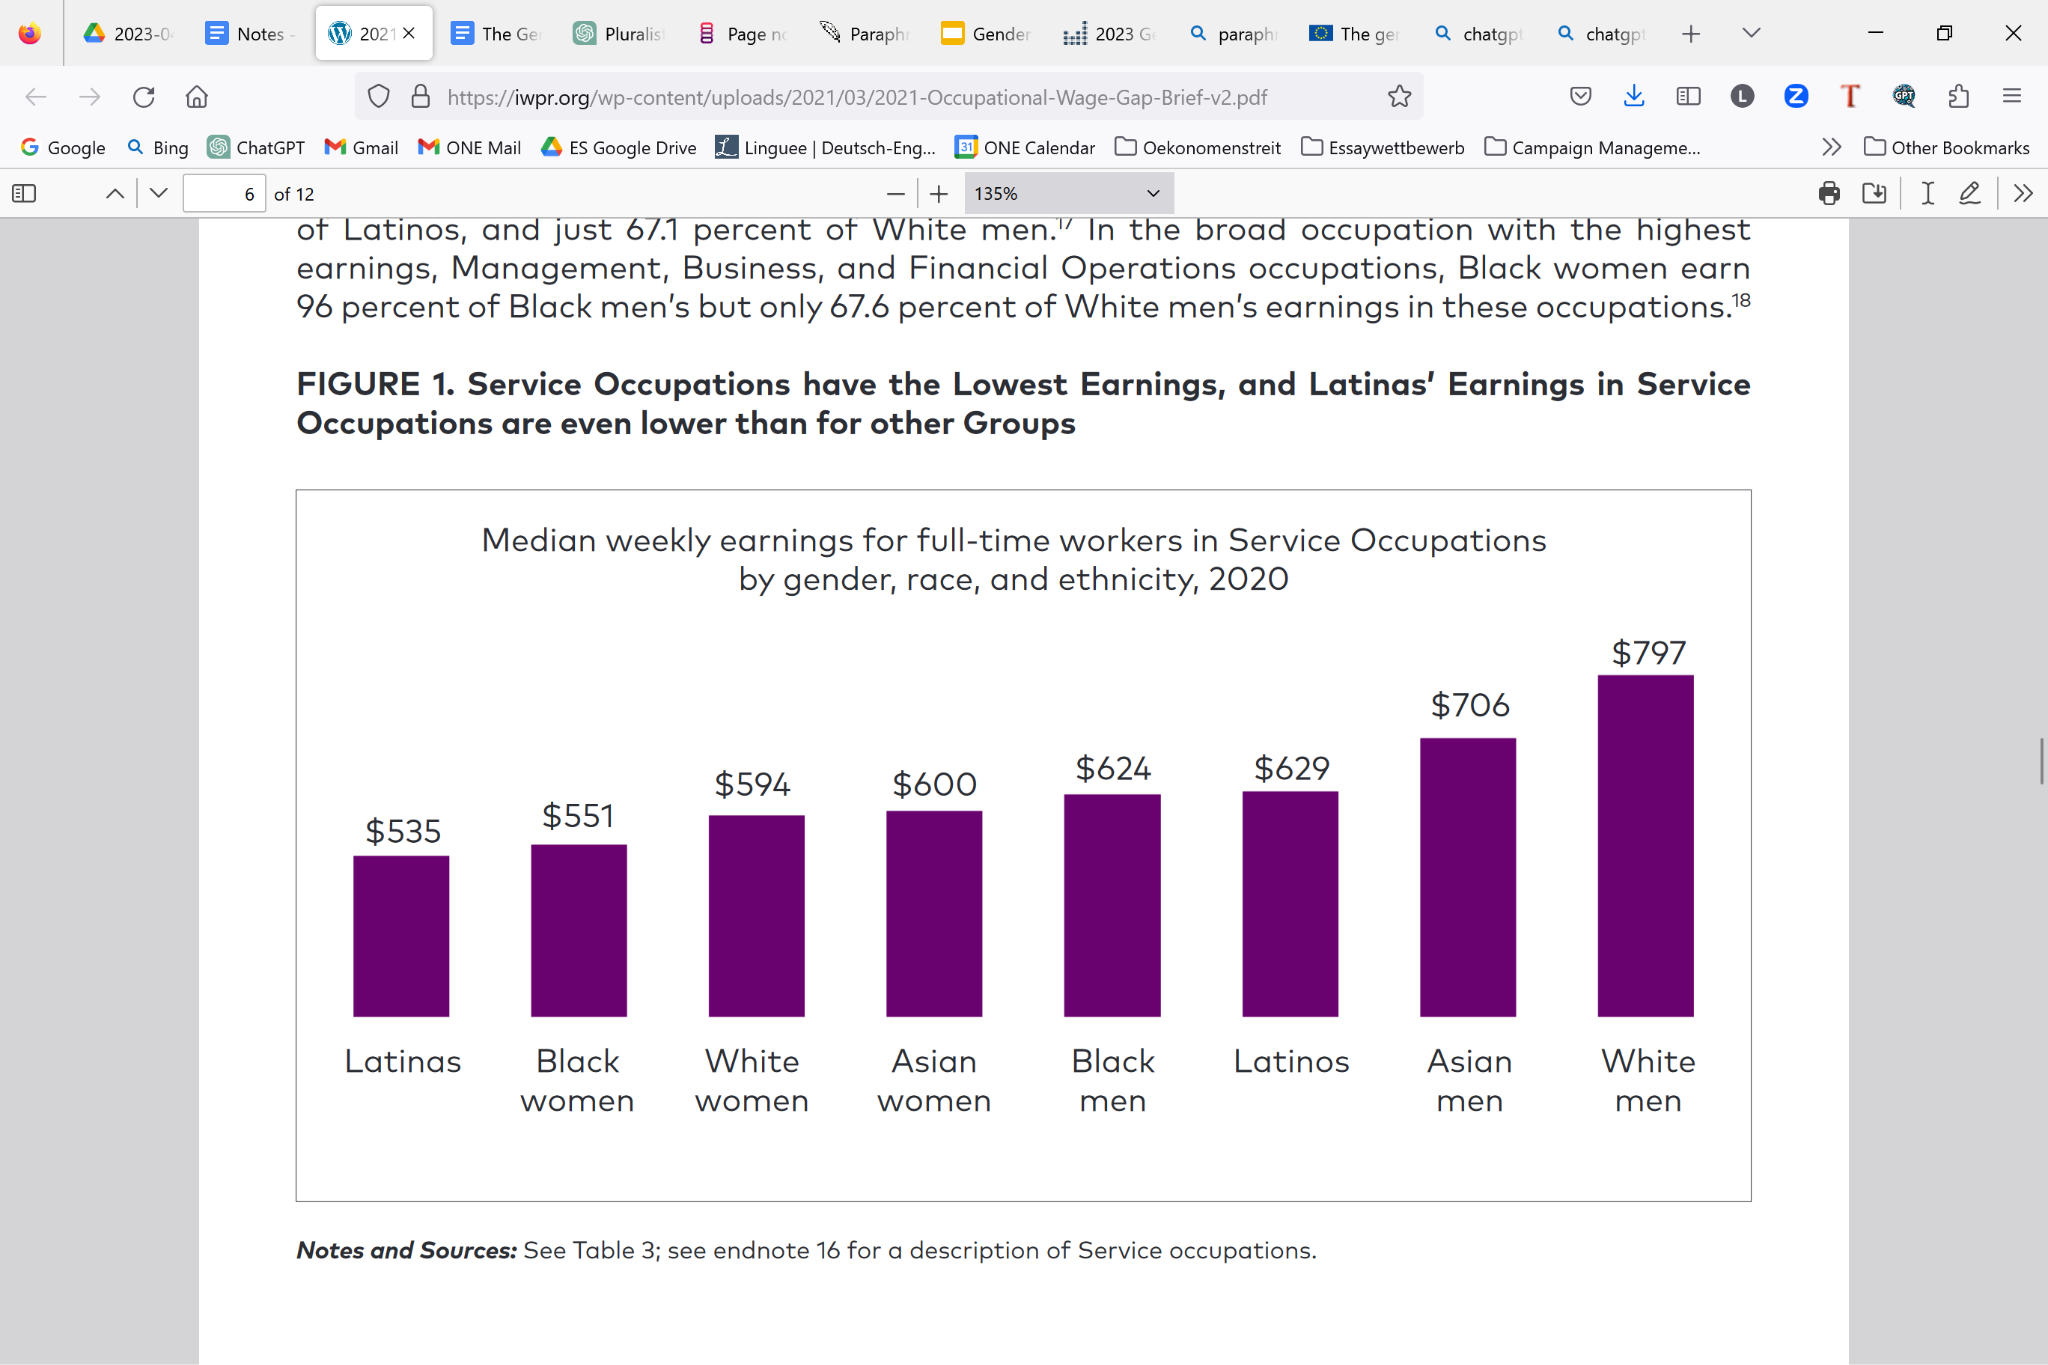 2023-0
Notes -
2021
The Ge
Pluralis
Page no
Paraphr
Gender
2023 G
paraphr
The ger
chatgpt
chatgpt
https://iwpr.org/wp-content/uploads/2021/03/2021-Occupational-Wage-Gap-Brief-v2.pdf
L
Z
T
GPT
Google
Bing
ChatGPT
Gmail
ONE Mail
ES Google Drive
Linguee | Deutsch-Eng...
31
ONE Calendar
Oekonomenstreit
Essaywettbewerb
Campaign Manageme...
Other Bookmarks
6 of 12
135%
of Latinos, and just 67.1 percent of White men.17 In the broad occupation with the highest
earnings, Management, Business, and Financial Operations occupations, Black women earn
96 percent of Black men’s but only 67.6 percent of White men’s earnings in these occupations.18
FIGURE 1. Service Occupations have the Lowest Earnings, and Latinas’ Earnings in Service
Occupations are even lower than for other Groups
Median weekly earnings for full-time workers in Service Occupations
by gender, race, and ethnicity, 2020
$535
$551
$594
$600
$624
$629
$706
$797
Latinas
Black
women
White
women
Asian
women
Black
men
Latinos
Asian
men
White
men
Notes and Sources: See Table 3; see endnote 16 for a description of Service occupations.